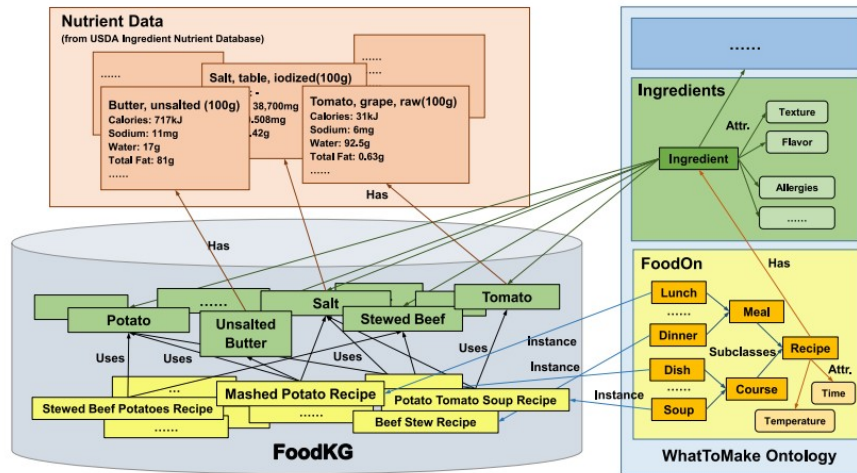 Nutrient Data
(from USDA Ingredient Nutrient Database)
......
......
......
Salt, table, iodized(100g)
: -
38,700mg
.508mg
.42g
Butter, unsalted (100g)
Calories: 717kJ
Sodium: 11mg
Water: 17g
Total Fat: 81g
......
Tomato, grape, raw(100g)
Calories: 31kJ
Sodium: 6mg
Water: 92.5g
Total Fat: 0.63g
......
Has
Has
......
Salt
Tomato
Potato
Unsalted
Butter
Stewed Beef
Uses
Uses
Uses
Uses
Instance
Instance
Instance
......
Mashed Potato Recipe
Stewed Beef Potatoes Recipe
Potato Tomato Soup Recipe
......
......
Beef Stew Recipe
FoodKG
......
Ingredients
Attr.
Texture
Flavor
Ingredient
Allergies
......
FoodOn
Has
Lunch
......
Meal
Dinner
Subclasses
Recipe
Dish
......
Course
Attr.
Soup
Time
Temperature
WhatToMake Ontology